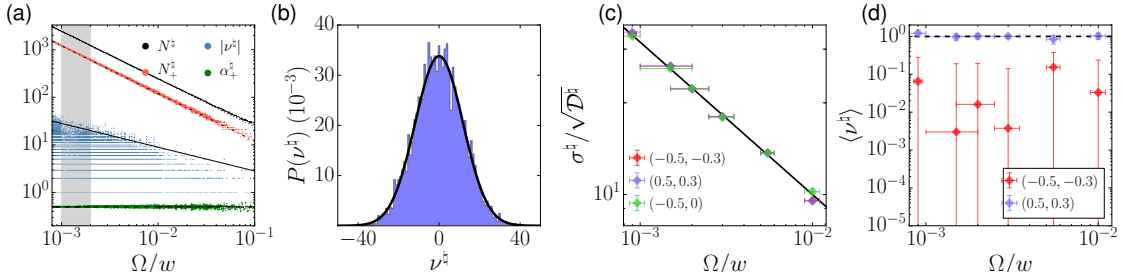 (a)
10³
10²
10¹
10⁰
N^♮
N₊^♮
|ν^♮|
α₊^♮
10⁻³
10⁻²
10⁻¹
Ω/w
(b)
P(ν^♮) (10⁻³)
40
30
20
10
0
−40
0
40
ν^♮
(c)
σ^♮/√𝒟^♮
10¹
(−0.5, −0.3)
(0.5, 0.3)
(−0.5, 0)
10⁻³
10⁻²
Ω/w
(d)
⟨ν^♮⟩
10⁰
10⁻¹
10⁻²
10⁻³
10⁻⁴
10⁻⁵
(−0.5, −0.3)
(0.5, 0.3)
10⁻³
10⁻²
Ω/w